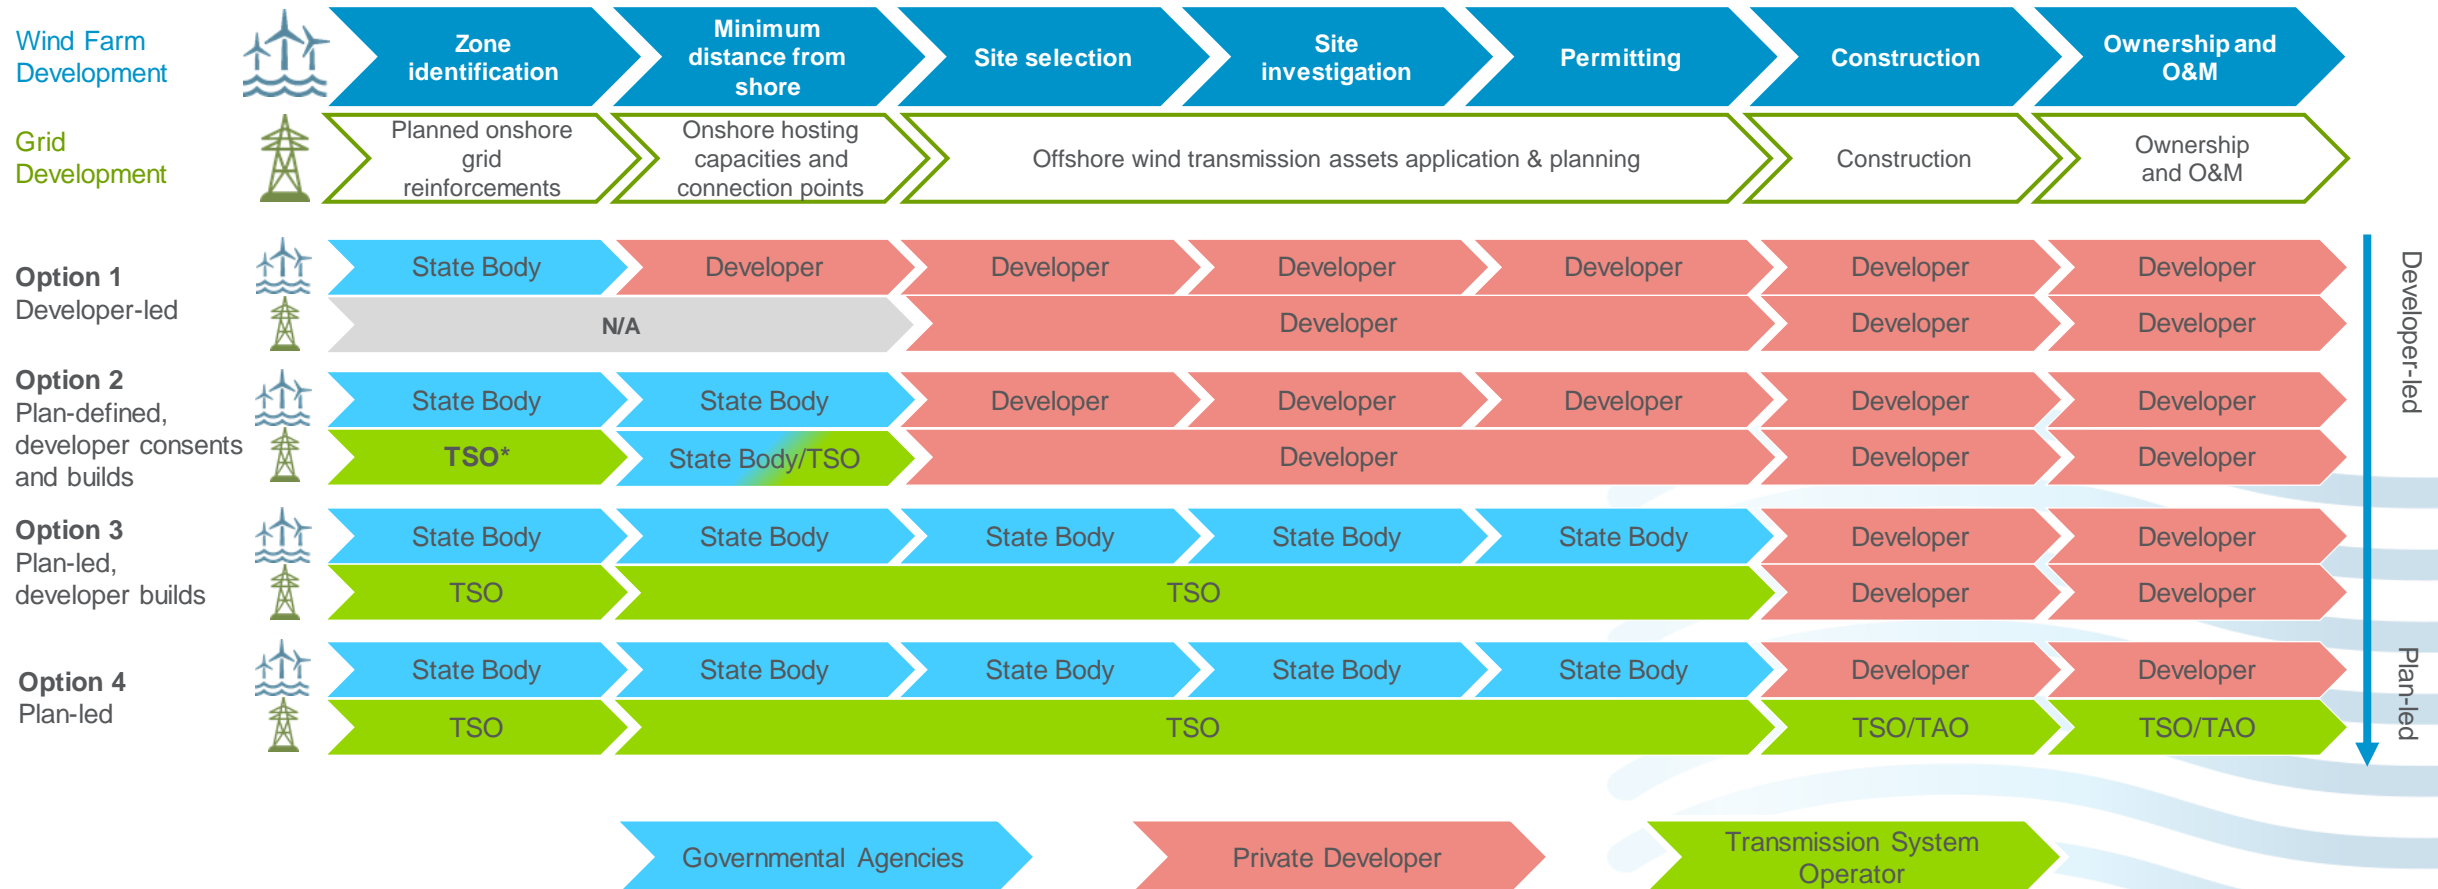 Wind Farm
Development
Zone
identification
Minimum
distance from
shore
Site selection
Site
investigation
Permitting
Construction
Ownership and
O&M
Grid
Development
Planned onshore
grid
reinforcements
Onshore hosting
capacities and
connection points
Offshore wind transmission assets application & planning
Construction
Ownership
and O&M
Option 1
Developer-led
State Body
Developer
Developer
Developer
Developer
Developer
Developer
N/A
Developer
Developer
Developer
Option 2
Plan-defined,
developer consents
and builds
State Body
State Body
Developer
Developer
Developer
Developer
Developer
TSO*
State Body/TSO
Developer
Developer
Developer
Option 3
Plan-led,
developer builds
State Body
State Body
State Body
State Body
State Body
Developer
Developer
TSO
TSO
Developer
Developer
Option 4
Plan-led
State Body
State Body
State Body
State Body
State Body
Developer
Developer
TSO
TSO
TSO/TAO
TSO/TAO
Developer-led
Plan-led
Governmental Agencies
Private Developer
Transmission System
Operator